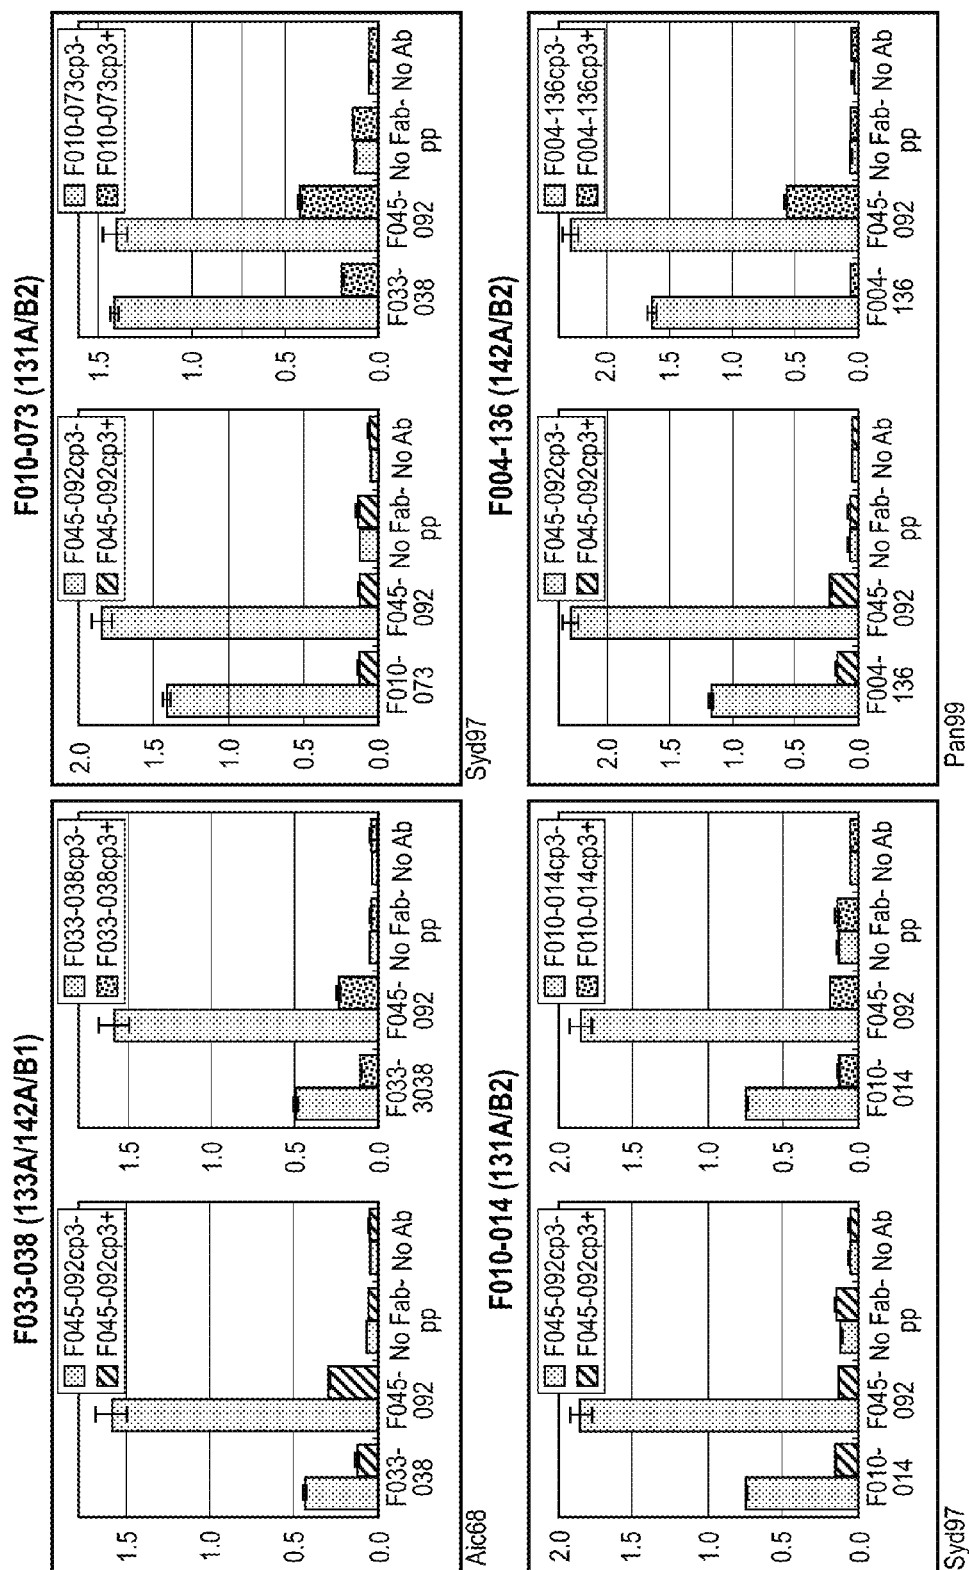 F033-038 (133A/142A/B1)
F045-092cp3-
F045-092cp3+
1.5
1.0
0.5
0.0
F033-038
F045-092
No Fab-pp
No Ab
Aic68
F033-038cp3-
F033-038cp3+
1.5
1.0
0.5
0.0
F033-3038
F045-092
No Fab-pp
No Ab
F010-073 (131A/B2)
F045-092cp3-
F045-092cp3+
2.0
1.5
1.0
0.5
0.0
F010-073
F045-092
No Fab-pp
No Ab
Syd97
F010-073cp3-
F010-073cp3+
1.5
1.0
0.5
0.0
F033-038
F045-092
No Fab-pp
No Ab
F010-014 (131A/B2)
F045-092cp3-
F045-092cp3+
2.0
1.5
1.0
0.5
0.0
F010-014
F045-092
No Fab-pp
No Ab
Syd97
F010-014cp3-
F010-014cp3+
2.0
1.5
1.0
0.5
0.0
F010-014
F045-092
No Fab-pp
No Ab
F004-136 (142A/B2)
F045-092cp3-
F045-092cp3+
2.0
1.5
1.0
0.5
0.0
F004-136
F045-092
No Fab-pp
No Ab
Pan99
F004-136cp3-
F004-136cp3+
2.0
1.5
1.0
0.5
0.0
F004-136
F045-092
No Fab-pp
No Ab